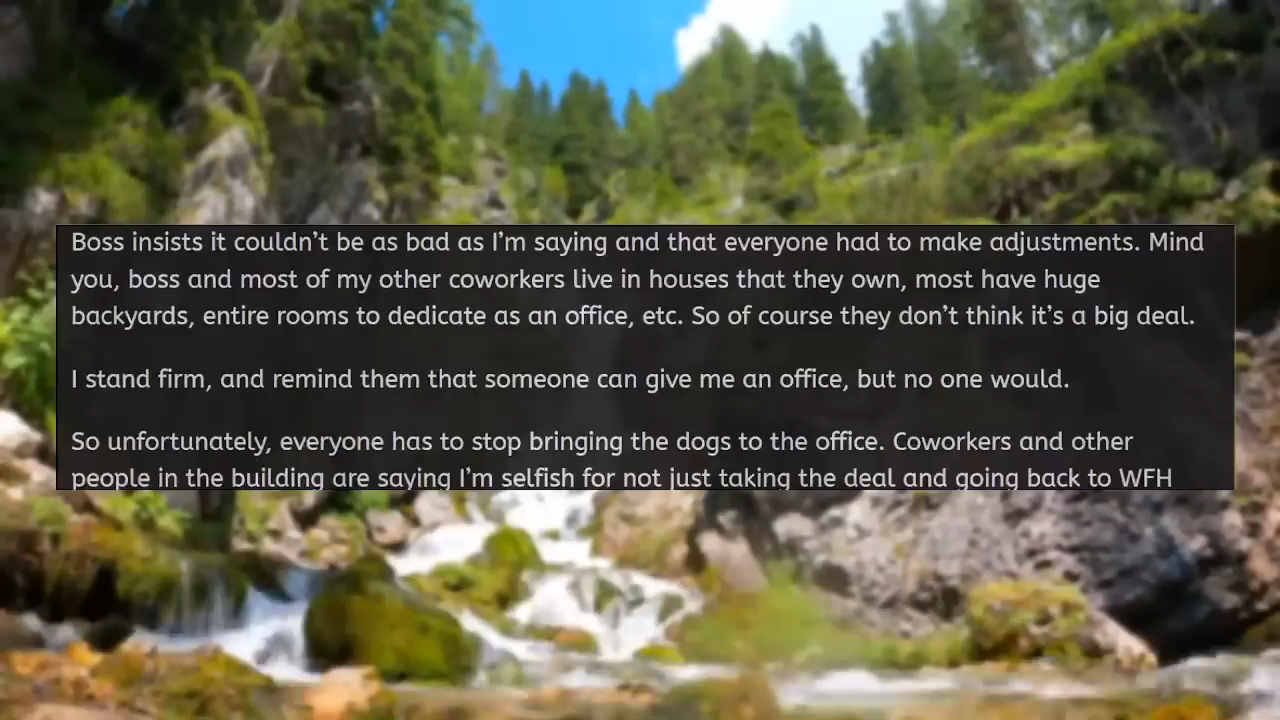 Boss insists it couldn’t be as bad as I’m saying and that everyone had to make adjustments. Mind
you, boss and most of my other coworkers live in houses that they own, most have huge
backyards, entire rooms to dedicate as an office, etc. So of course they don’t think it’s a big deal.
I stand firm, and remind them that someone can give me an office, but no one would.
So unfortunately, everyone has to stop bringing the dogs to the office. Coworkers and other
people in the building are saying I’m selfish for not just taking the deal and going back to WFH